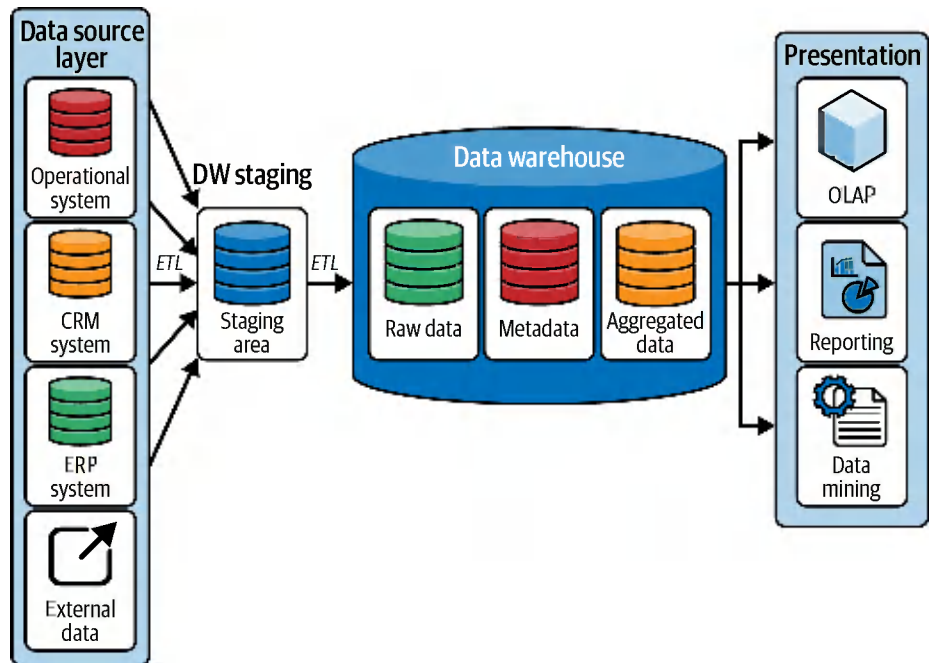 Data source
layer
Operational
system
CRM
system
ERP
system
External
data
ETL
DW staging
Staging
area
ETL
Data warehouse
Raw data
Metadata
Aggregated
data
Presentation
OLAP
Reporting
Data
mining